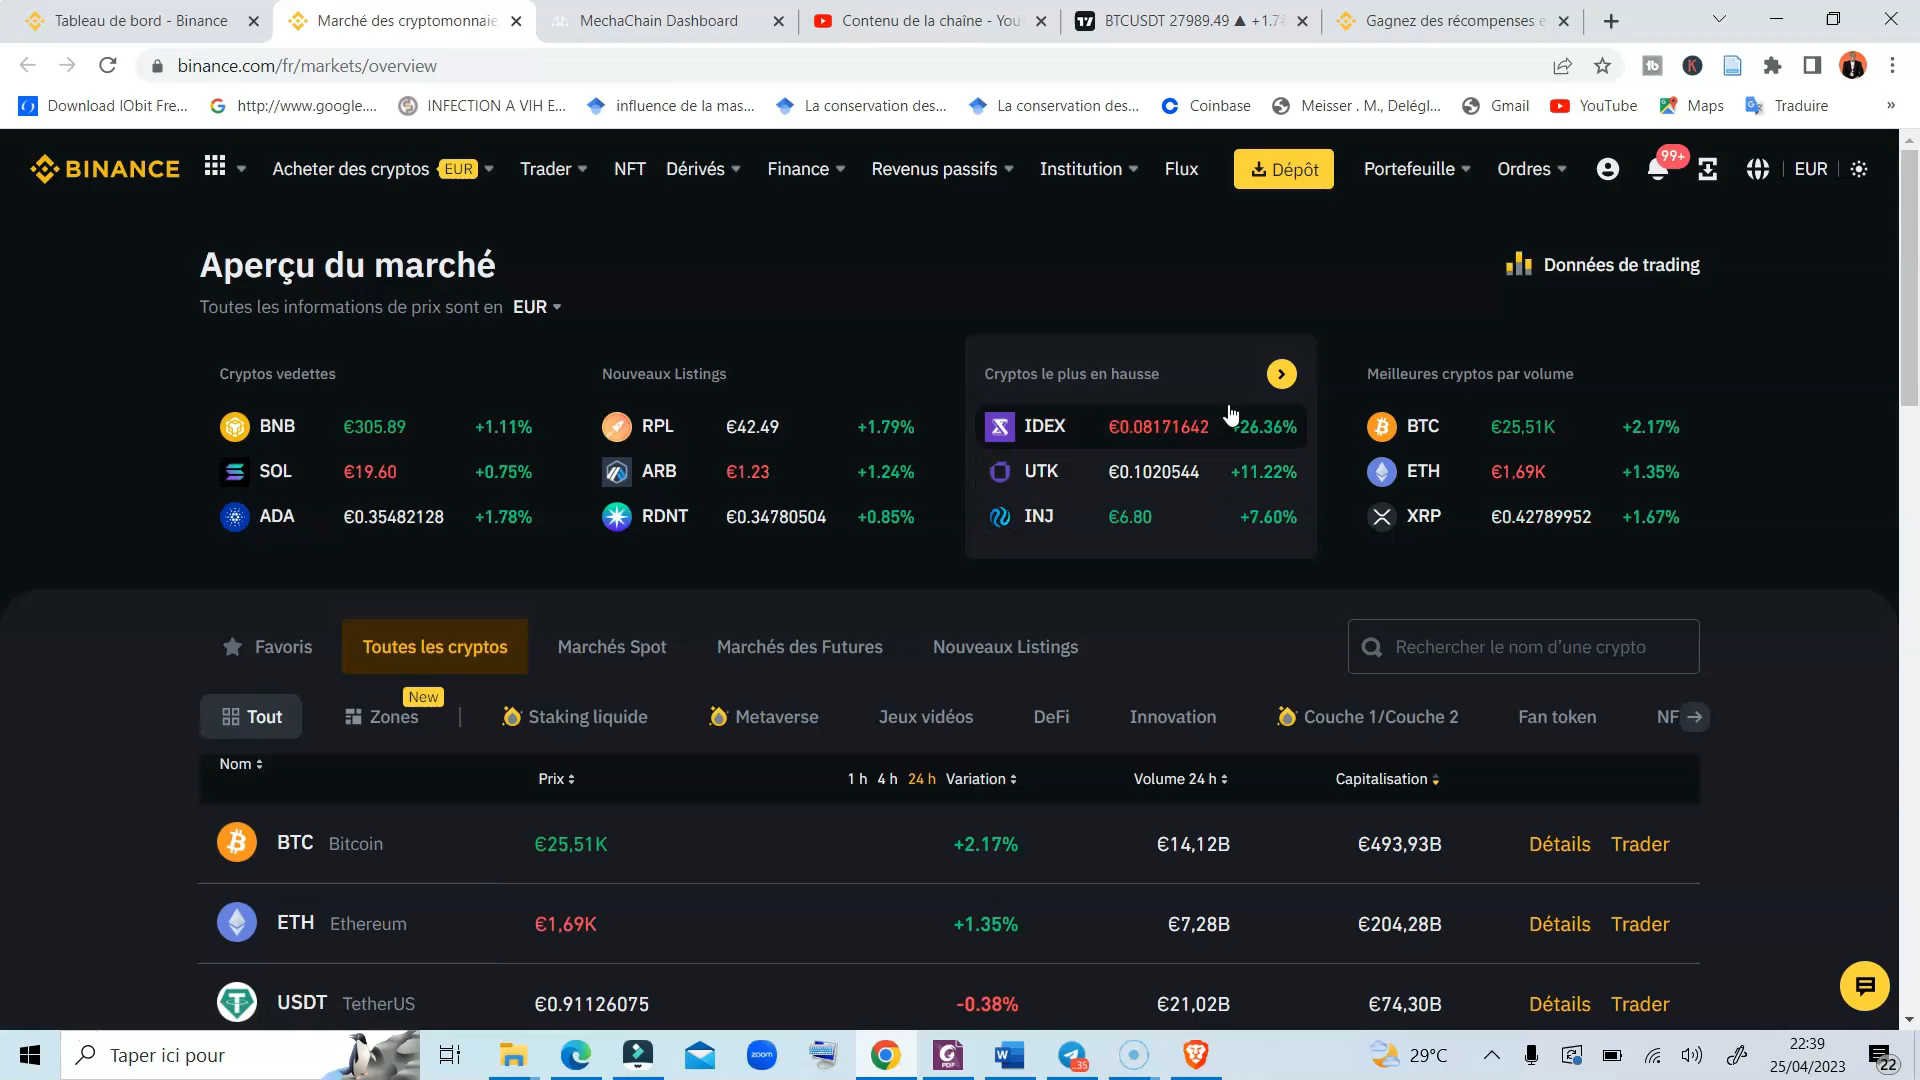 Tableau de bord - Binance
Marché des cryptomonnaie
MechaChain Dashboard
Contenu de la chaîne - You
BTCUSDT 27989.49 ▲ +1.7
Gagnez des récompenses e
binance.com/fr/markets/overview
Download IObit Fre...
http://www.google....
INFECTION A VIH E...
influence de la mas...
La conservation des...
La conservation des...
Coinbase
Meisser . M., Delégl...
Gmail
YouTube
Maps
Traduire
»
BINANCE
Acheter des cryptos EUR
Trader
NFT
Dérivés
Finance
Revenus passifs
Institution
Flux
Dépôt
Portefeuille
Ordres
99+
EUR
Aperçu du marché
Données de trading
Toutes les informations de prix sont en EUR
Cryptos vedettes
Nouveaux Listings
Cryptos le plus en hausse
Meilleures cryptos par volume
BNB €305.89 +1.11%
RPL €42.49 +1.79%
IDEX €0.08171642 +26.36%
BTC €25,51K +2.17%
SOL €19.60 +0.75%
ARB €1.23 +1.24%
UTK €0.1020544 +11.22%
ETH €1,69K +1.35%
ADA €0.35482128 +1.78%
RDNT €0.34780504 +0.85%
INJ €6.80 +7.60%
XRP €0.42789952 +1.67%
Favoris
Toutes les cryptos
Marchés Spot
Marchés des Futures
Nouveaux Listings
Rechercher le nom d'une crypto
New
Tout
Zones
Staking liquide
Metaverse
Jeux vidéos
DeFi
Innovation
Couche 1/Couche 2
Fan token
NF
Nom
Prix
1 h 4 h 24 h Variation
Volume 24 h
Capitalisation
BTC Bitcoin €25,51K +2.17% €14,12B €493,93B Détails Trader
ETH Ethereum €1,69K +1.35% €7,28B €204,28B Détails Trader
USDT TetherUS €0.91126075 -0.38% €21,02B €74,30B Détails Trader
Taper ici pour
zoom
35
29°C
22:39
25/04/2023
22